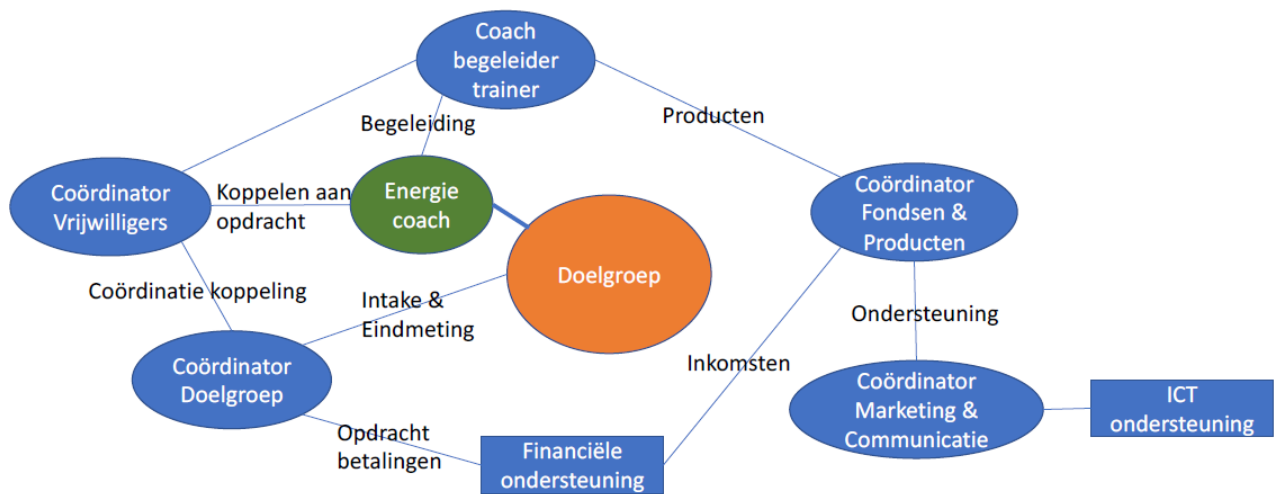 Coach
begeleider
trainer
Begeleiding
Producten
Coördinator
Vrijwilligers
Koppelen aan
opdracht
Energie
coach
Coördinator
Fondsen &
Producten
Doelgroep
Coördinatie koppeling
Intake &
Eindmeting
Ondersteuning
Inkomsten
Coördinator
Doelgroep
Coördinator
Marketing &
Communicatie
ICT
ondersteuning
Opdracht
betalingen
Financiële
ondersteuning